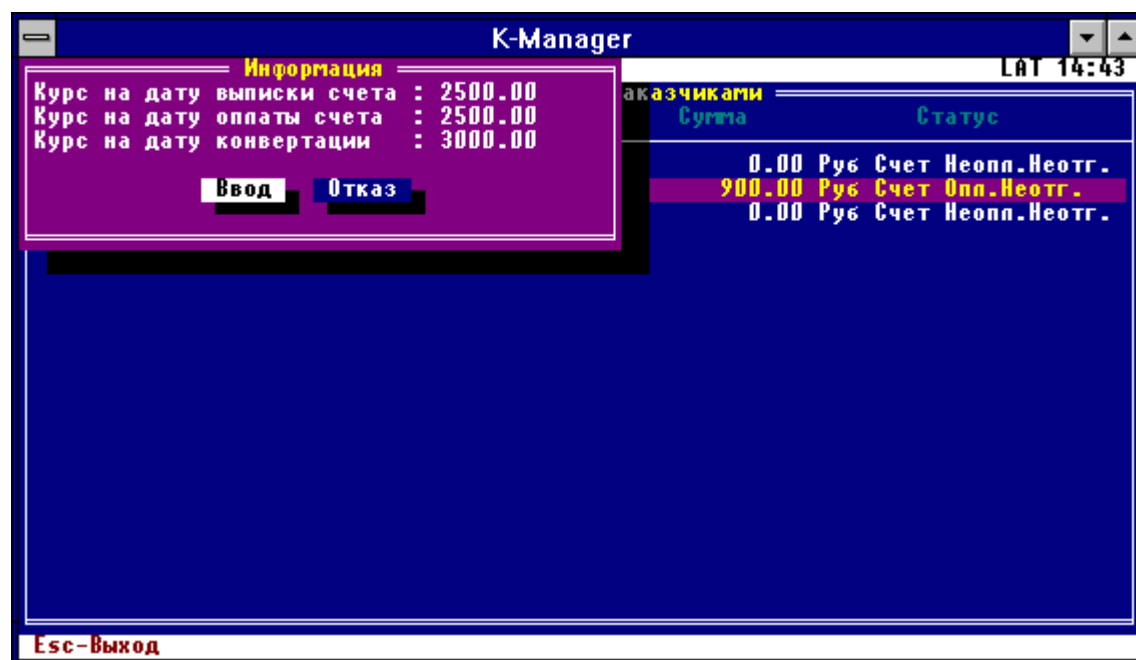 K-Manager
LAT 14:43
Информация
Курс на дату выписки счета : 2500.00
Курс на дату оплаты счета : 2500.00
Курс на дату конвертации : 3000.00
Ввод Отказ
аказчиками
Сумма Статус
0.00 Руб Счет Неопл.Неотг.
900.00 Руб Счет Опл.Неотг.
0.00 Руб Счет Неопл.Неотг.
Esc-Выход